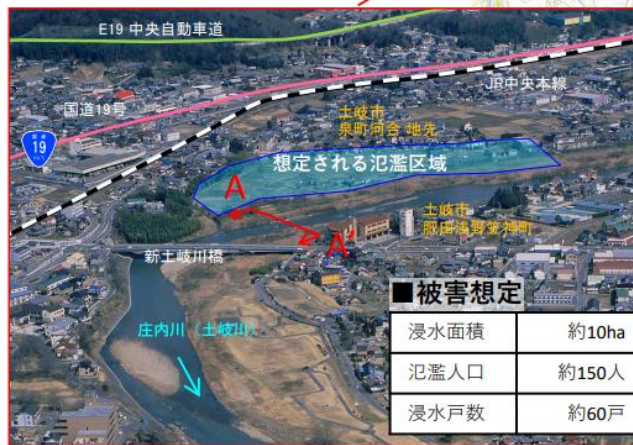 E19 中央自動車道
JR中央本線
国道19号
国道
19
土岐市
泉町河合 地先
想定される氾濫区域
A
A'
土岐市
肥田浅野笠神町
新土岐川橋
庄内川（土岐川）
■被害想定
浸水面積 約10ha
氾濫人口 約150人
浸水戸数 約60戸